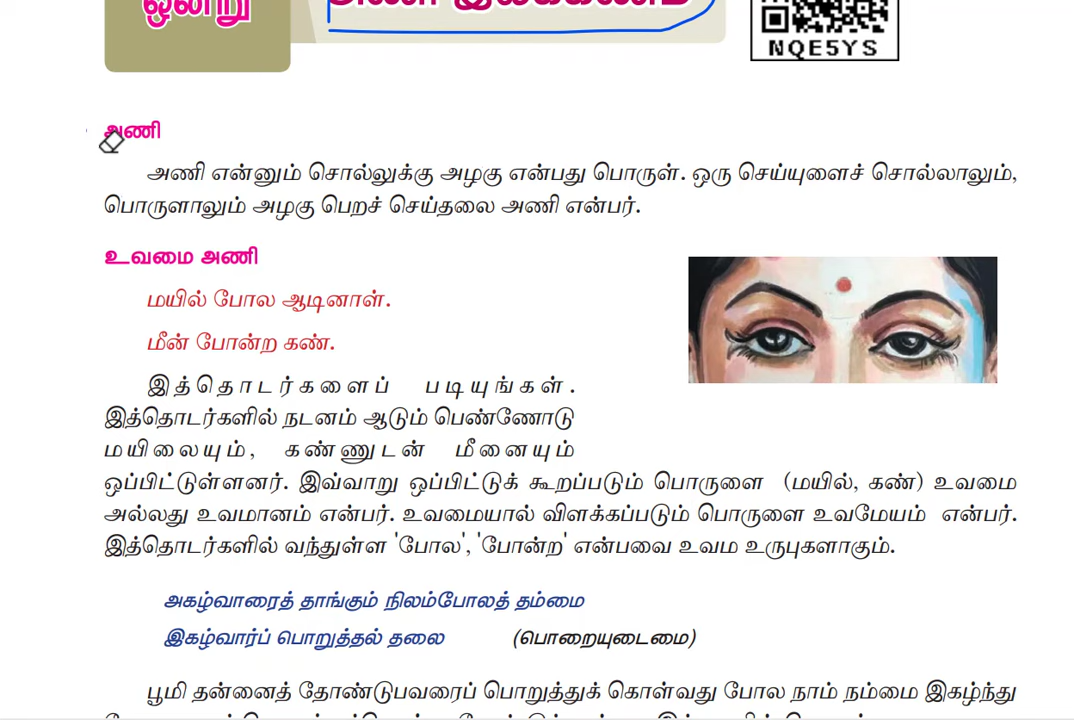 ஒன்று
அணி இலக்கணம்
NQE5YS
அணி
அணி என்னும் சொல்லுக்கு அழகு என்பது பொருள். ஒரு செய்யுளைச் சொல்லாலும்,
பொருளாலும் அழகு பெறச் செய்தலை அணி என்பர்.
உவமை அணி
மயில் போல ஆடினாள்.
மீன் போன்ற கண்.
இத்தொடர்களைப் படியுங்கள்.
இத்தொடர்களில் நடனம் ஆடும் பெண்ணோடு
மயிலையும், கண்ணுடன் மீனையும்
ஒப்பிட்டுள்ளனர். இவ்வாறு ஒப்பிட்டுக் கூறப்படும் பொருளை (மயில், கண்) உவமை
அல்லது உவமானம் என்பர். உவமையால் விளக்கப்படும் பொருளை உவமேயம் என்பர்.
இத்தொடர்களில் வந்துள்ள 'போல', 'போன்ற' என்பவை உவம உருபுகளாகும்.
அகழ்வாரைத் தாங்கும் நிலம்போலத் தம்மை
இகழ்வார்ப் பொறுத்தல் தலை (பொறையுடைமை)
பூமி தன்னைத் தோண்டுபவரைப் பொறுத்துக் கொள்வது போல நாம் நம்மை இகழ்ந்து